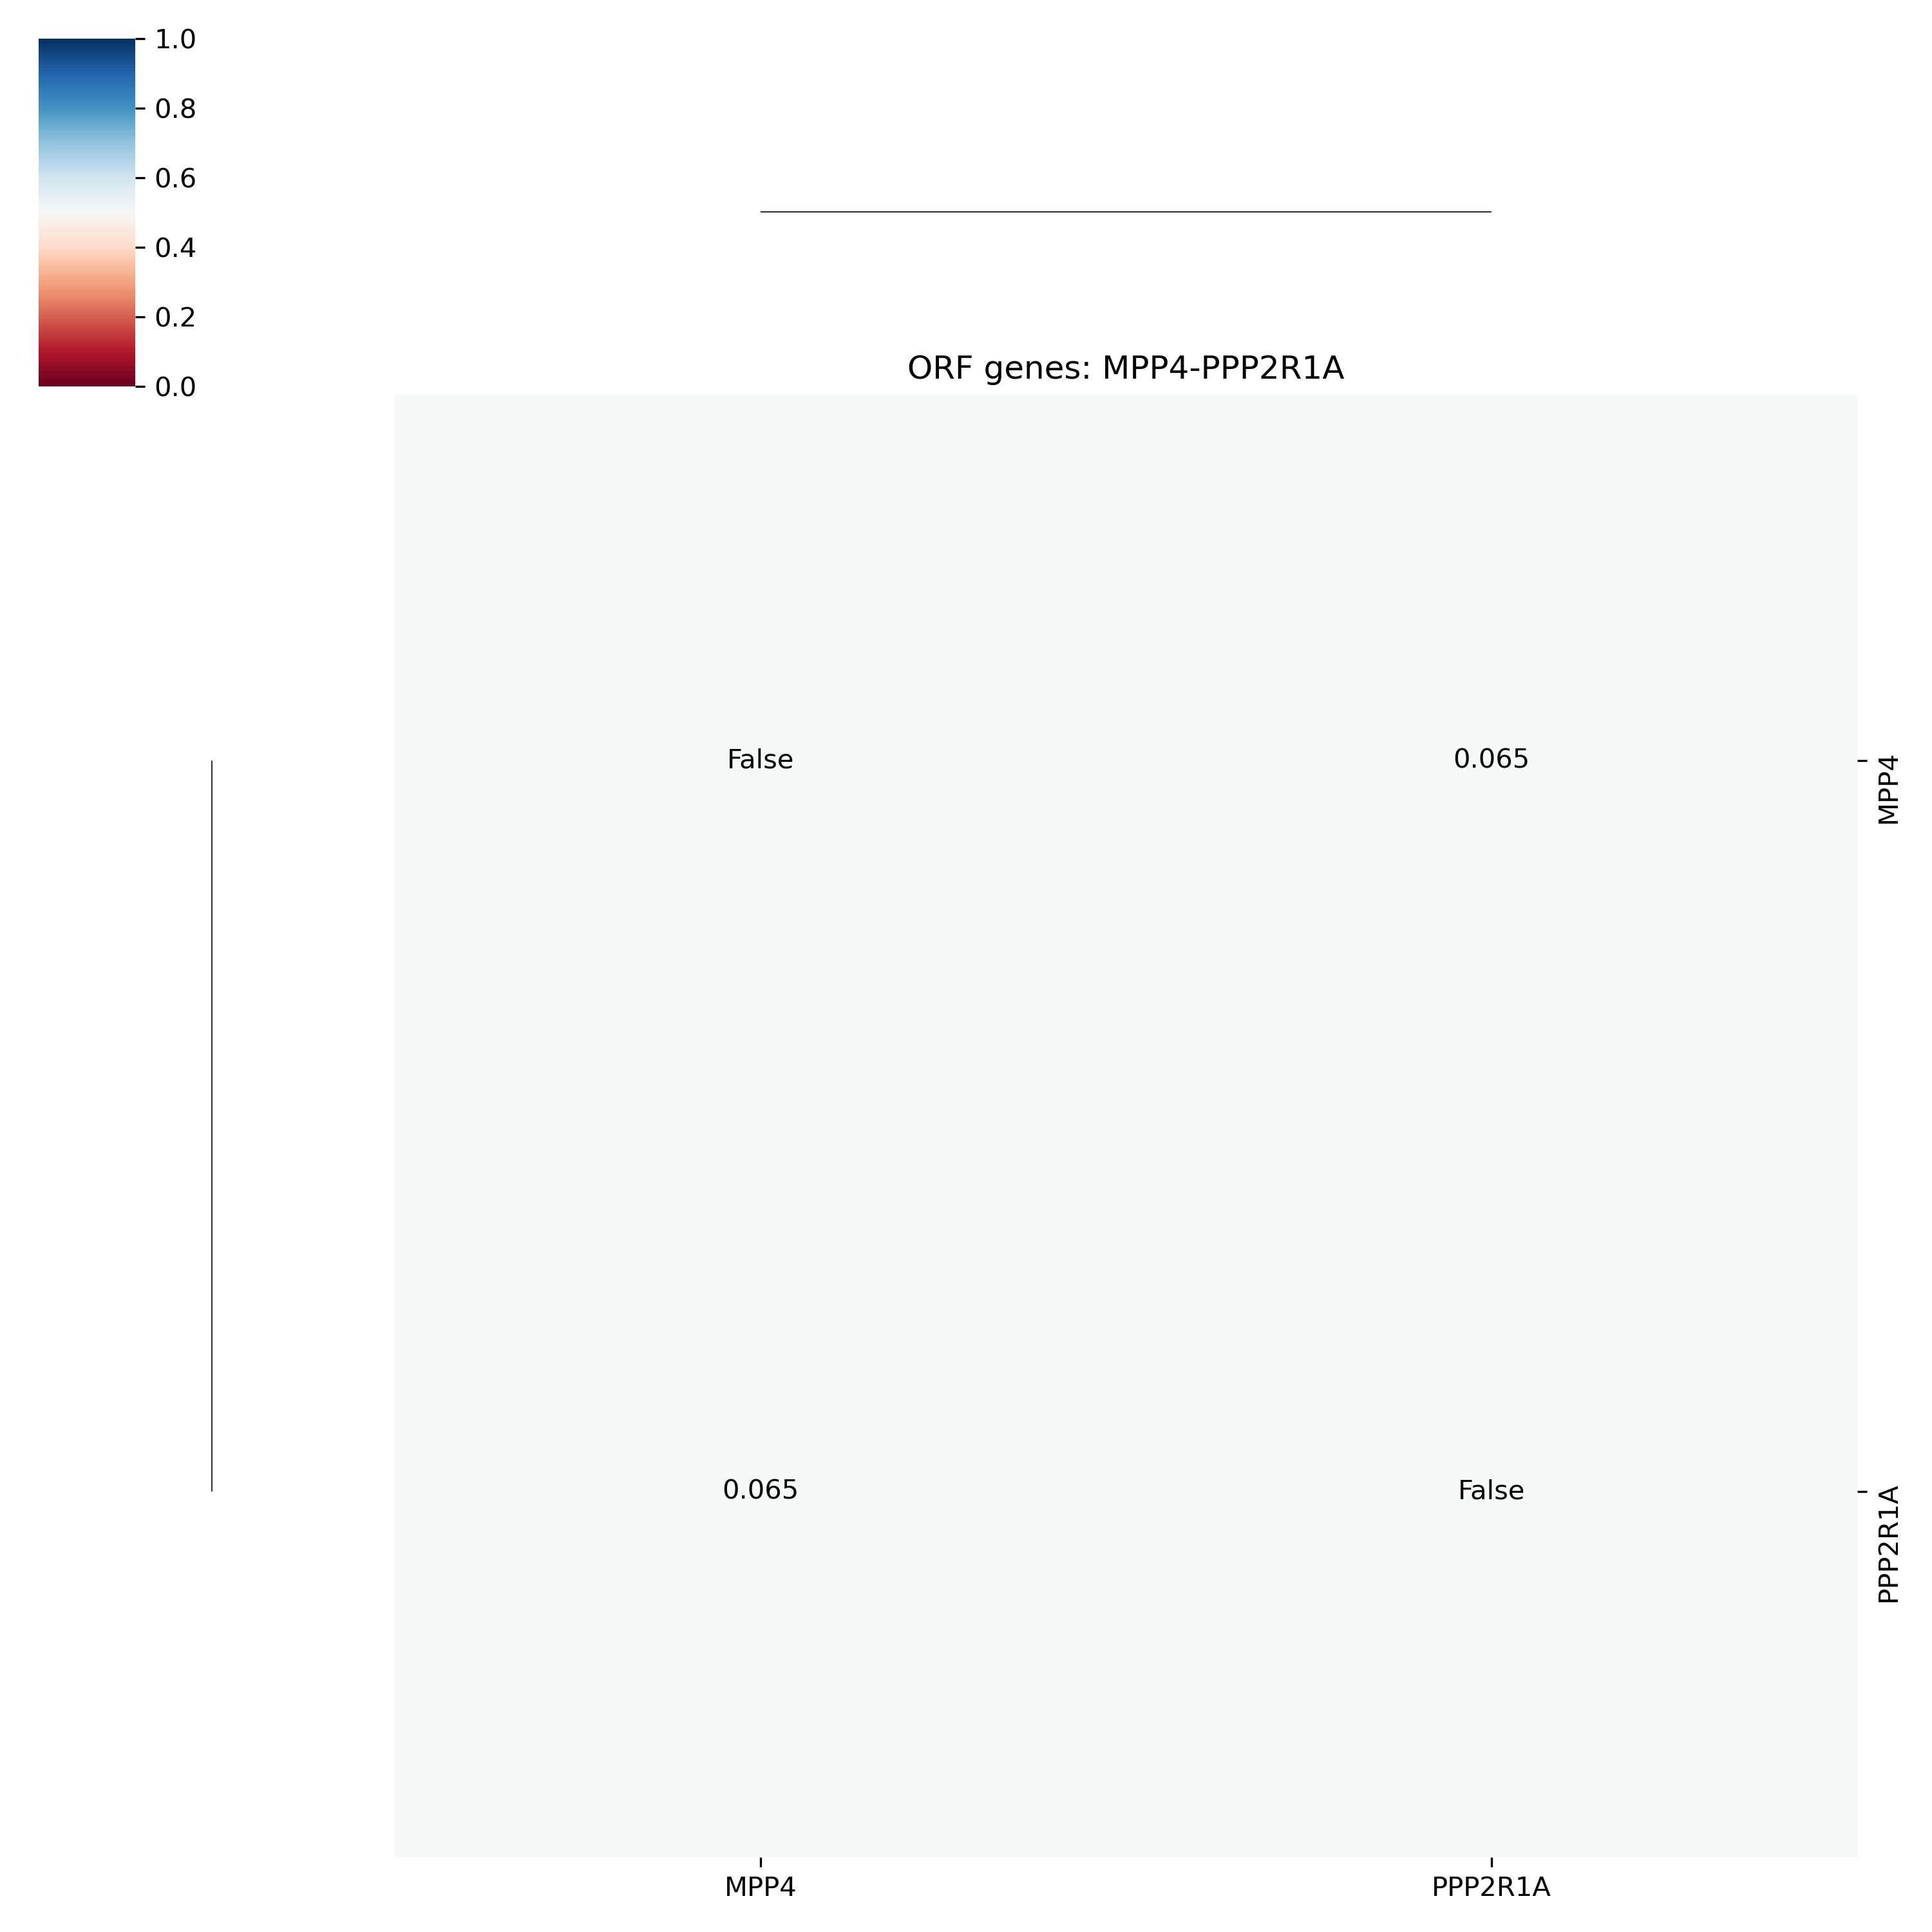 1.0
0.8
0.6
0.4
0.2
0.0
ORF genes: MPP4-PPP2R1A
False 0.065
MPP4
0.065 False
PPP2R1A
MPP4 PPP2R1A